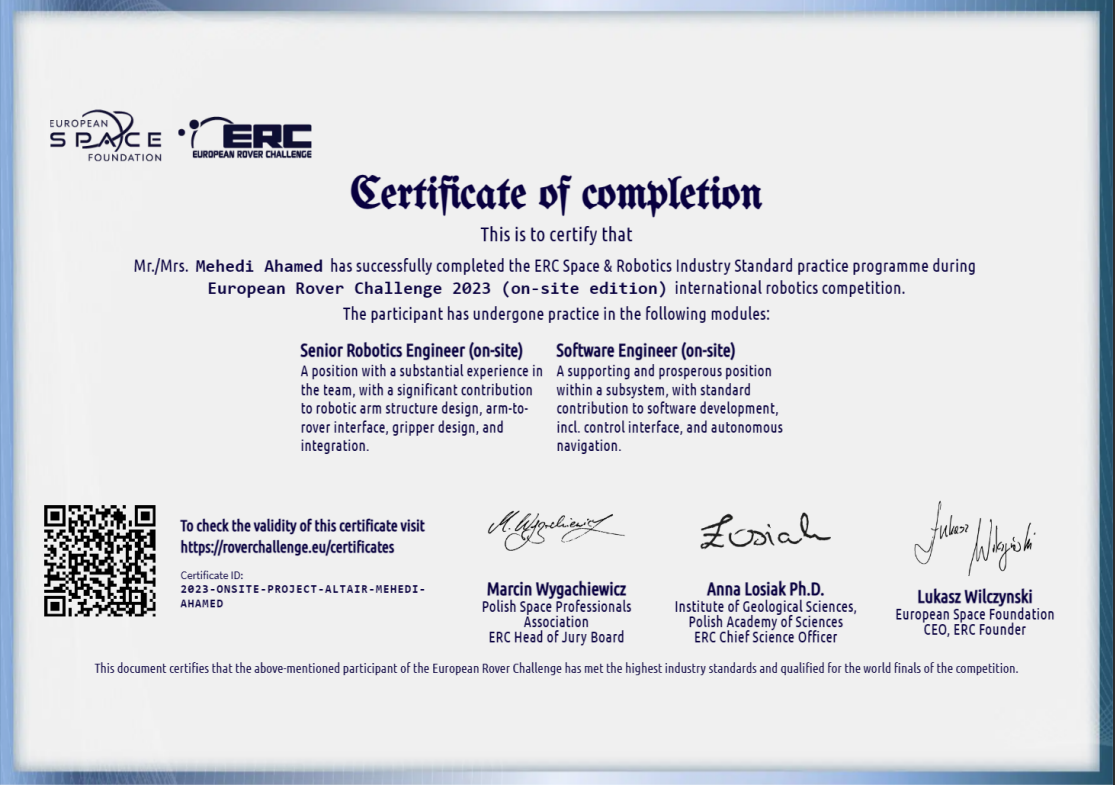 EUROPEAN
SPACE
FOUNDATION
ERC
EUROPEAN ROVER CHALLENGE
Certificate of completion
This is to certify that
Mr./Mrs. Mehedi Ahamed has successfully completed the ERC Space & Robotics Industry Standard practice programme during
European Rover Challenge 2023 (on-site edition) international robotics competition.
The participant has undergone practice in the following modules:
Senior Robotics Engineer (on-site)
A position with a substantial experience in
the team, with a significant contribution
to robotic arm structure design, arm-to-
rover interface, gripper design, and
integration.
Software Engineer (on-site)
A supporting and prosperous position
within a subsystem, with standard
contribution to software development,
incl. control interface, and autonomous
navigation.
To check the validity of this certificate visit
https://roverchallenge.eu/certificates
Certificate ID:
2023-ONSITE-PROJECT-ALTAIR-MEHEDI-
AHAMED
M. Wygachiewicz
Marcin Wygachiewicz
Polish Space Professionals
Association
ERC Head of Jury Board
Łosiak
Anna Losiak Ph.D.
Institute of Geological Sciences,
Polish Academy of Sciences
ERC Chief Science Officer
Łukasz Wilczyński
Lukasz Wilczynski
European Space Foundation
CEO, ERC Founder
This document certifies that the above-mentioned participant of the European Rover Challenge has met the highest industry standards and qualified for the world finals of the competition.